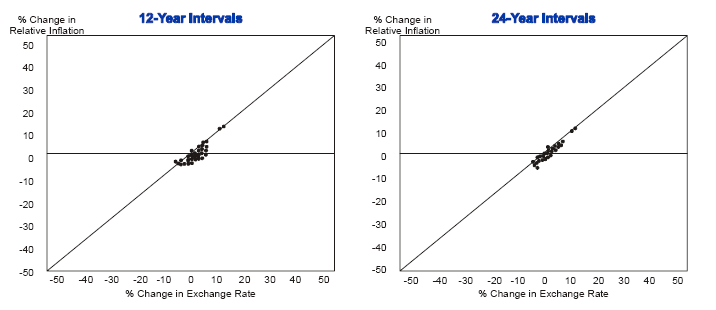 % Change in
Relative Inflation
12-Year Intervals
50
40
30
20
10
0
-10
-20
-30
-40
-50
-50 -40 -30 -20 -10 0 10 20 30 40 50
% Change in Exchange Rate
% Change in
Relative Inflation
24-Year Intervals
50
40
30
20
10
0
-10
-20
-30
-40
-50
-50 -40 -30 -20 -10 0 10 20 30 40 50
% Change in Exchange Rate